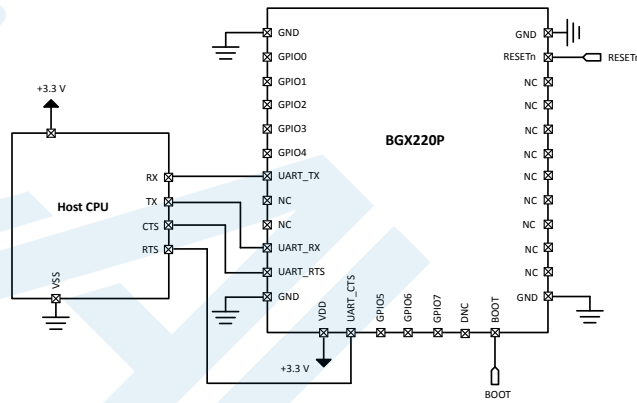 GND
GPIO0
GPIO1
GPIO2
GPIO3
GPIO4
UART_TX
NC
NC
UART_RX
UART_RTS
GND
BGX220P
GND
RESETn
NC
NC
NC
NC
NC
NC
NC
NC
NC
GND
RESETn
+3.3 V
Host CPU
RX
TX
CTS
RTS
VSS
VDD
UART_CTS
GPIO5
GPIO6
GPIO7
DNC
BOOT
+3.3 V
BOOT